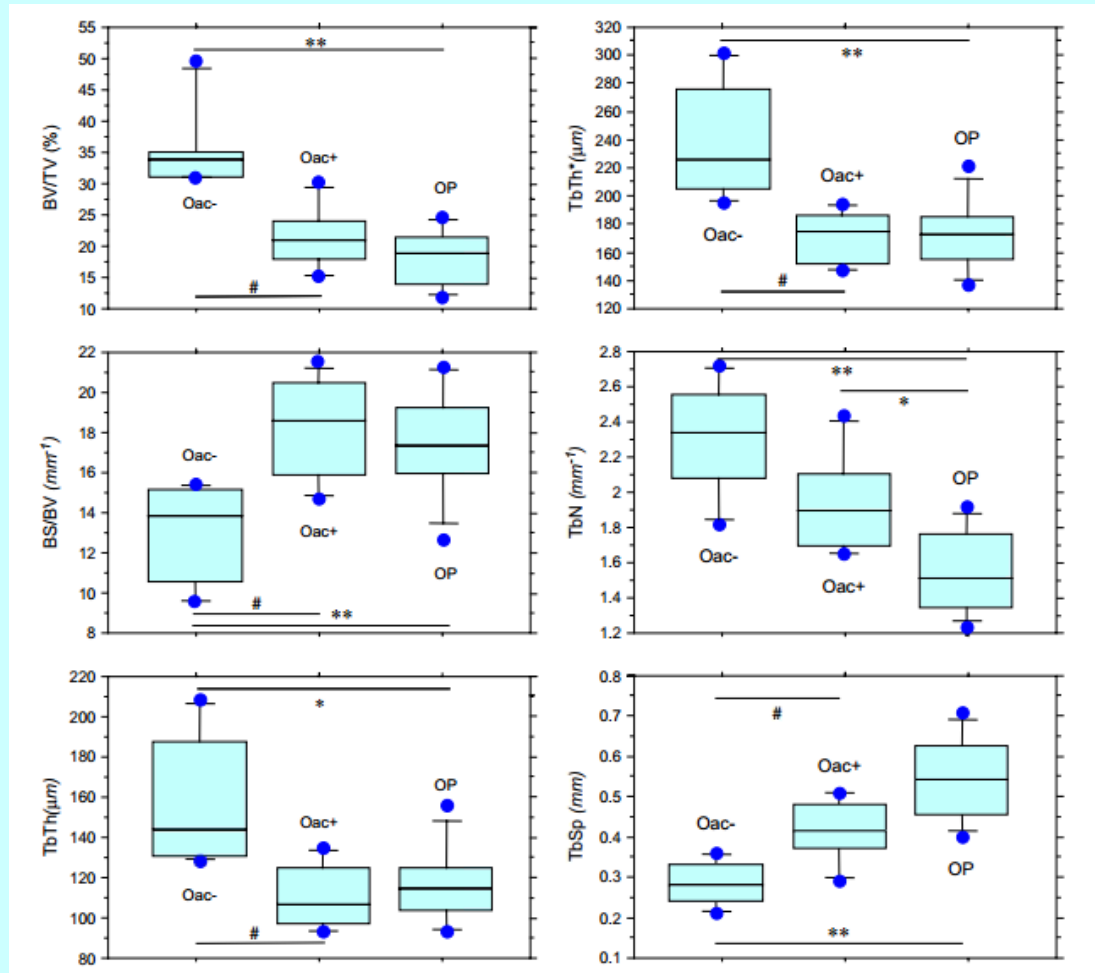 BV/TV (%)
55
50
45
40
35
30
25
20
15
10
**
Oac-
Oac+
OP
#
TbTh*(μm)
320
300
280
260
240
220
200
180
160
140
120
**
Oac-
Oac+
OP
#
BS/BV (mm-1)
22
20
18
16
14
12
10
8
Oac-
Oac+
OP
#
**
TbN (mm-1)
2.8
2.6
2.4
2.2
2
1.8
1.6
1.4
1.2
**
*
Oac-
Oac+
OP
TbTh(μm)
220
200
180
160
140
120
100
80
*
Oac-
Oac+
OP
#
TbSp (mm)
0.8
0.7
0.6
0.5
0.4
0.3
0.2
0.1
#
Oac-
Oac+
OP
**